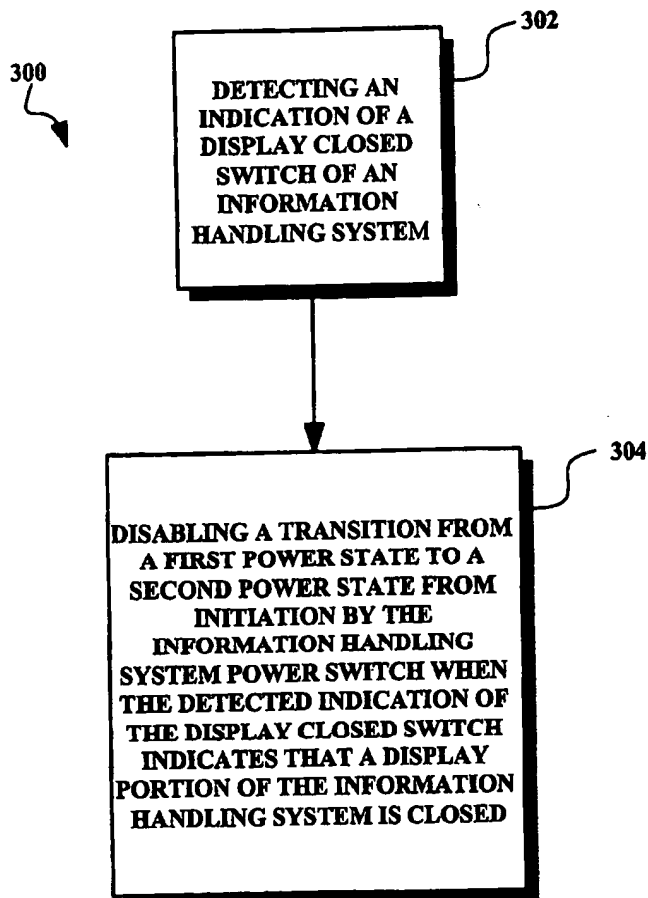 302
300
DETECTING AN
INDICATION OF A
DISPLAY CLOSED
SWITCH OF AN
INFORMATION
HANDLING SYSTEM
304
DISABLING A TRANSITION FROM
A FIRST POWER STATE TO A
SECOND POWER STATE FROM
INITIATION BY THE
INFORMATION HANDLING
SYSTEM POWER SWITCH WHEN
THE DETECTED INDICATION OF
THE DISPLAY CLOSED SWITCH
INDICATES THAT A DISPLAY
PORTION OF THE INFORMATION
HANDLING SYSTEM IS CLOSED